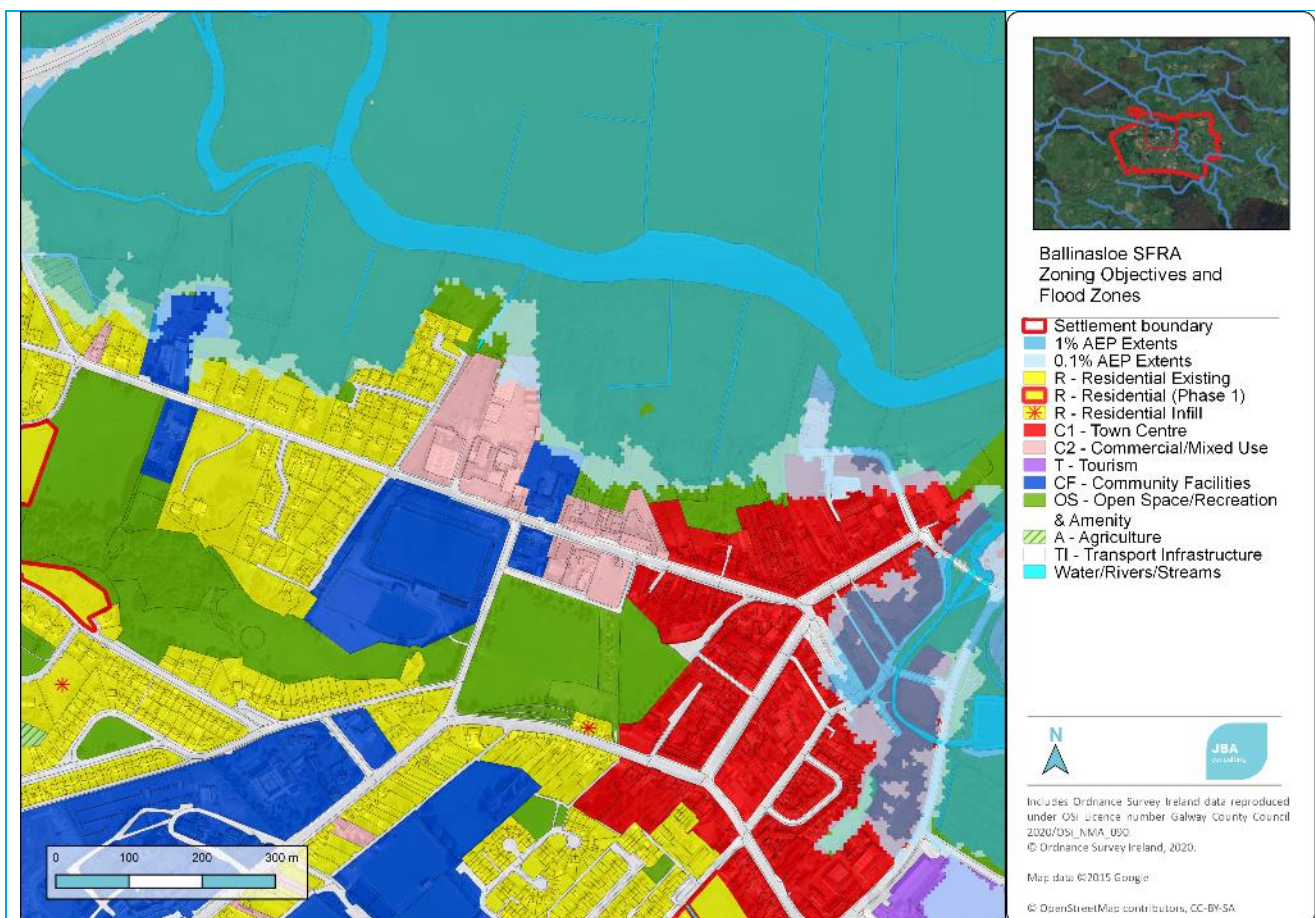 Ballinasloe SFRA
Zoning Objectives and
Flood Zones
Settlement boundary
1% AEP Extents
0.1% AEP Extents
R - Residential Existing
R - Residential (Phase 1)
R - Residential Infill
C1 - Town Centre
C2 - Commercial/Mixed Use
T - Tourism
CF - Community Facilities
OS - Open Space/Recreation
& Amenity
A - Agriculture
TI - Transport Infrastructure
Water/Rivers/Streams
N
JBA
consulting
Includes Ordnance Survey Ireland data reproduced
under OSi Licence number Galway County Council
2020/OSi_NMA_090.
© Ordnance Survey Ireland, 2020.
Map data ©2015 Google
© OpenStreetMap contributors, CC-BY-SA
0 100 200 300 m